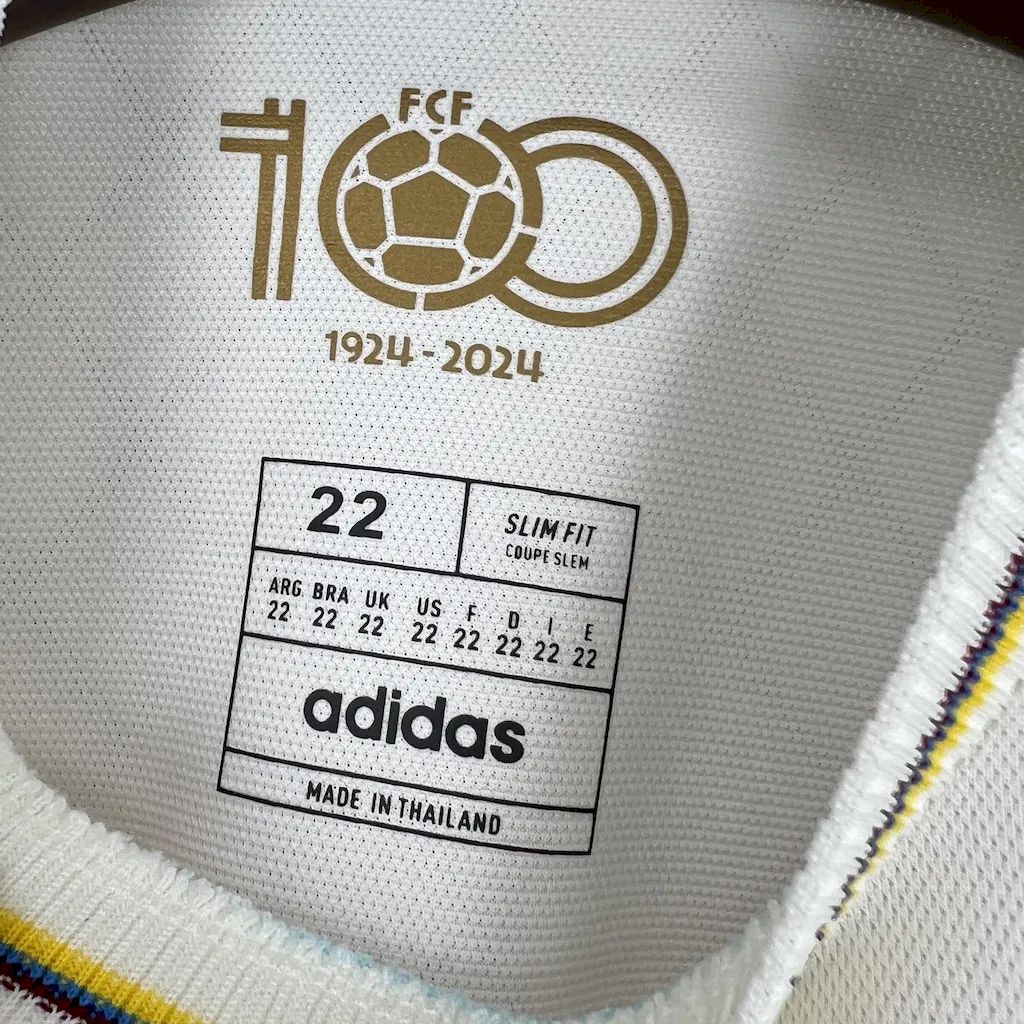 FCF
100
1924 - 2024
22
SLIM FIT
COUPE SLEM
ARG BRA UK US F D I E
22 22 22 22 22 22 22 22
adidas
MADE IN THAILAND